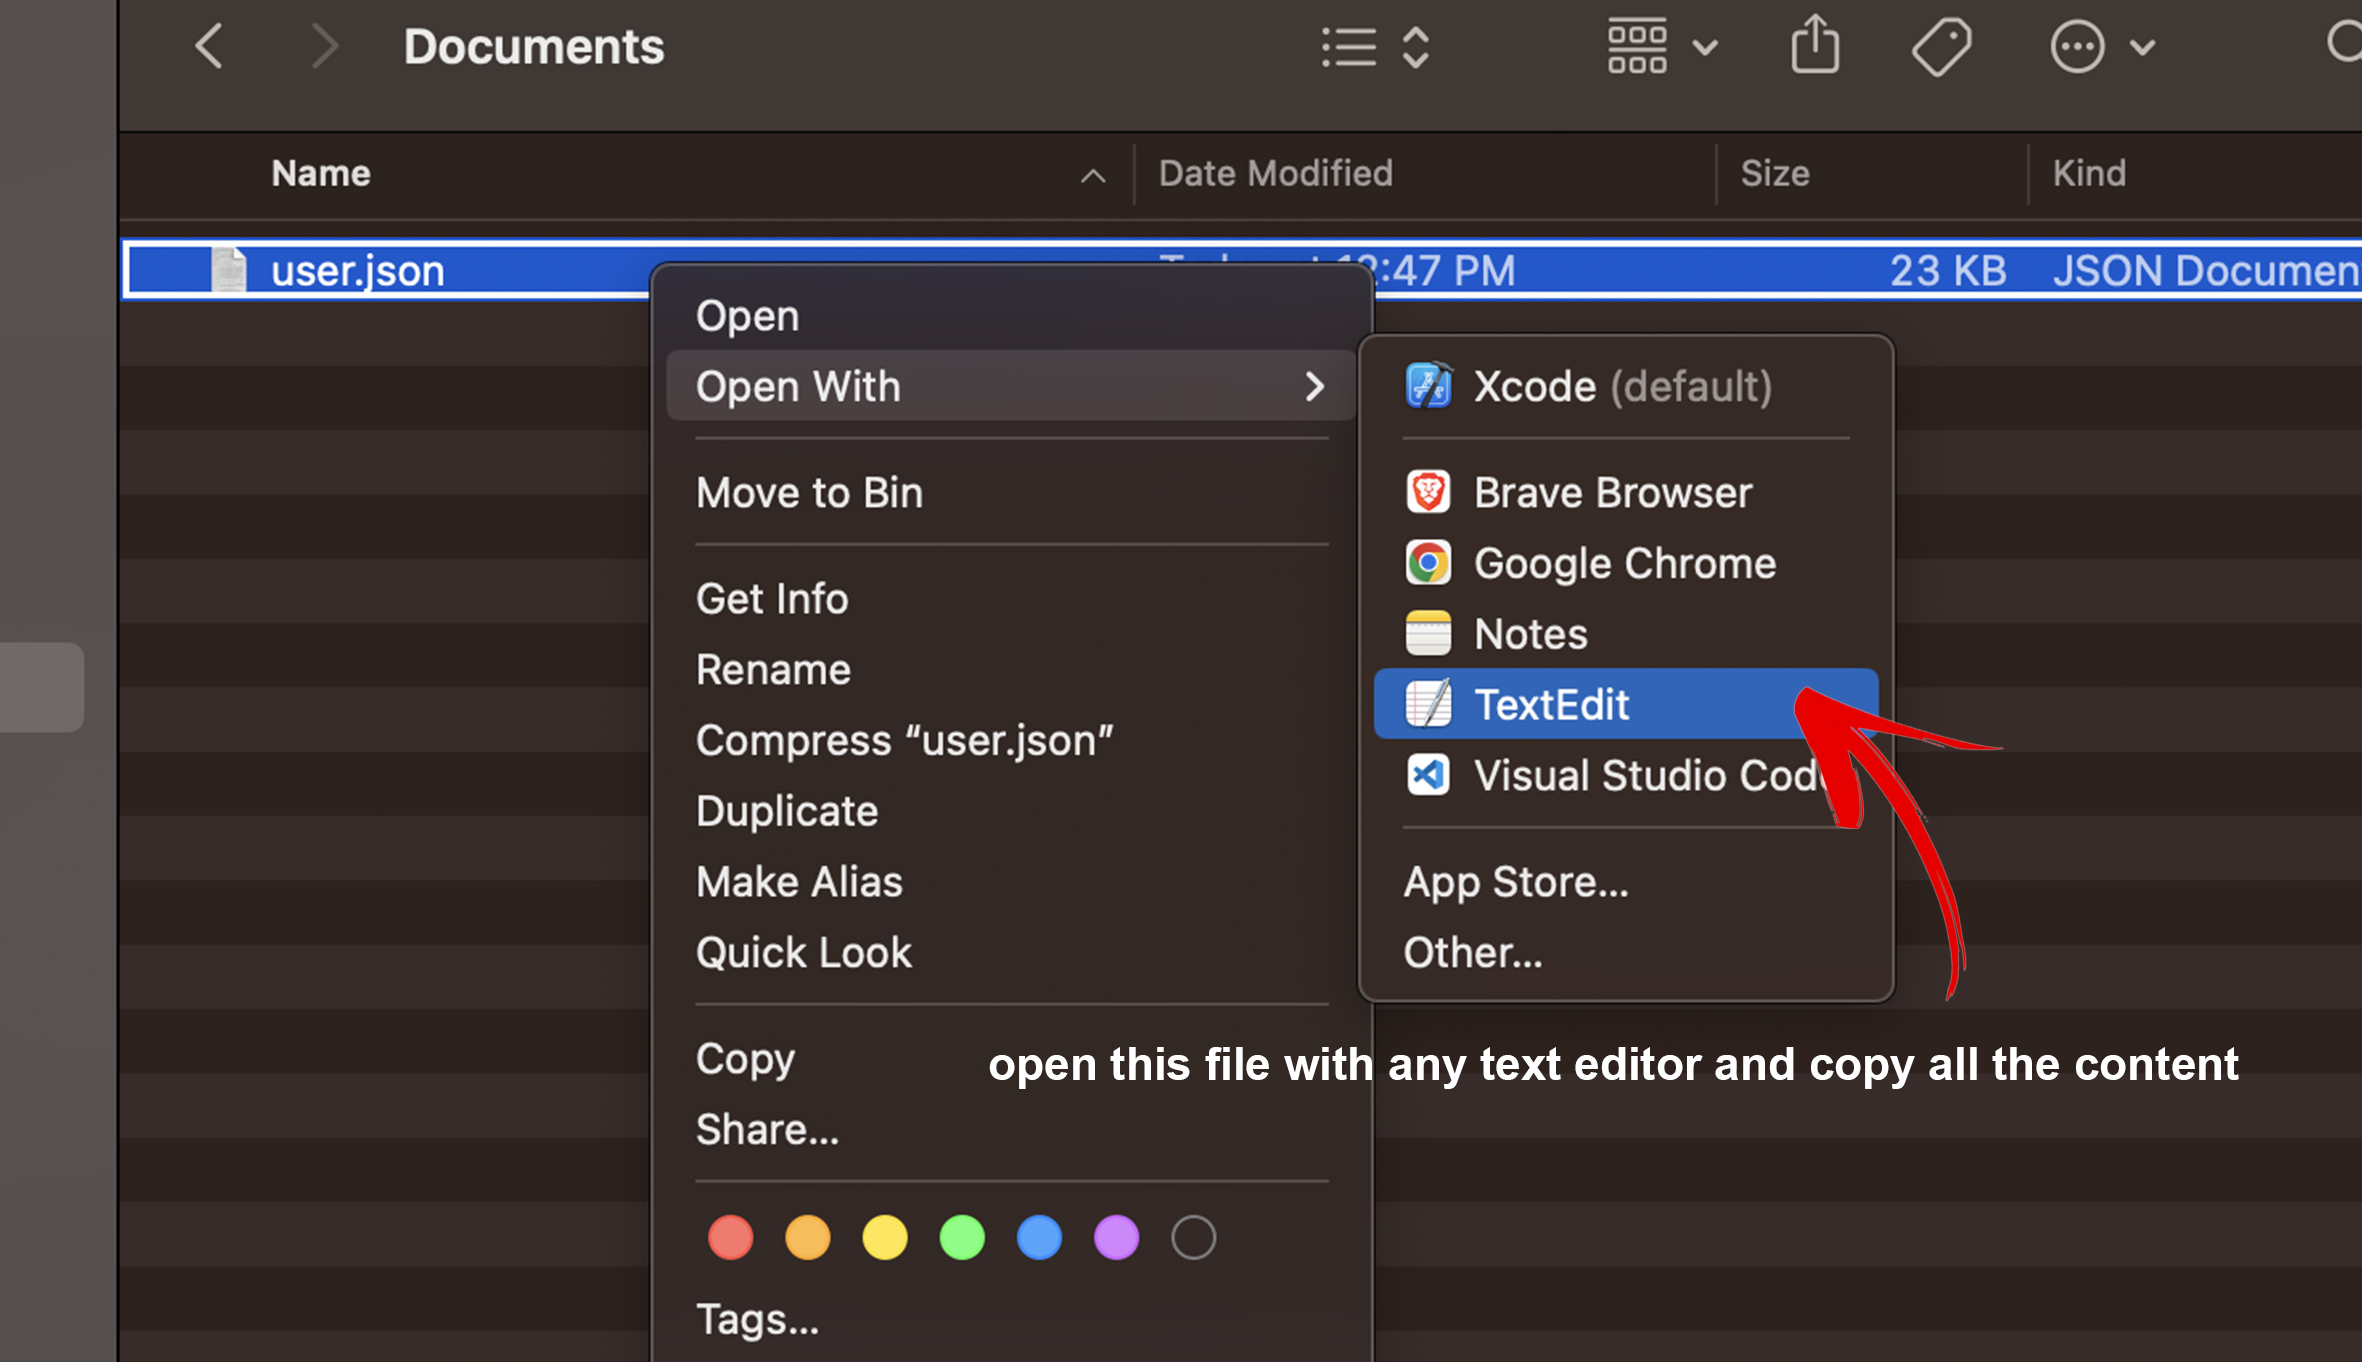 Documents
Name Date Modified Size Kind
user.json :47 PM 23 KB JSON
Open
Open With
Xcode (default)
Move to Bin
Brave Browser
Google Chrome
Get Info
Notes
Rename
TextEdit
Compress “user.json”
Visual Studio
Duplicate
Make Alias
App Store...
Quick Look
Other...
Copy
open this file with any text editor and copy all the content
Share...
Tags...